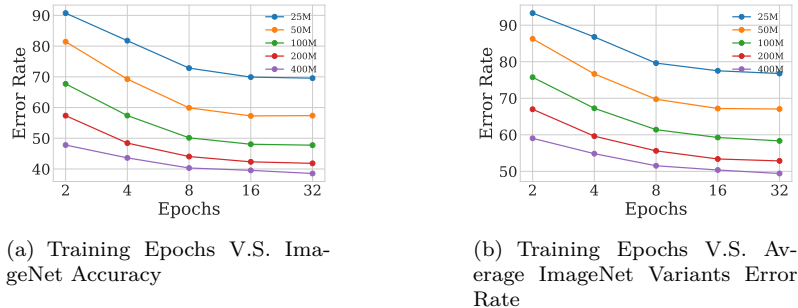 90
80
70
60
50
40
Error Rate
2 4 8 16 32
Epochs
25M
50M
100M
200M
400M
(a) Training Epochs V.S. Ima-
geNet Accuracy
90
80
70
60
50
Error Rate
2 4 8 16 32
Epochs
25M
50M
100M
200M
400M
(b) Training Epochs V.S. Av-
erage ImageNet Variants Error
Rate